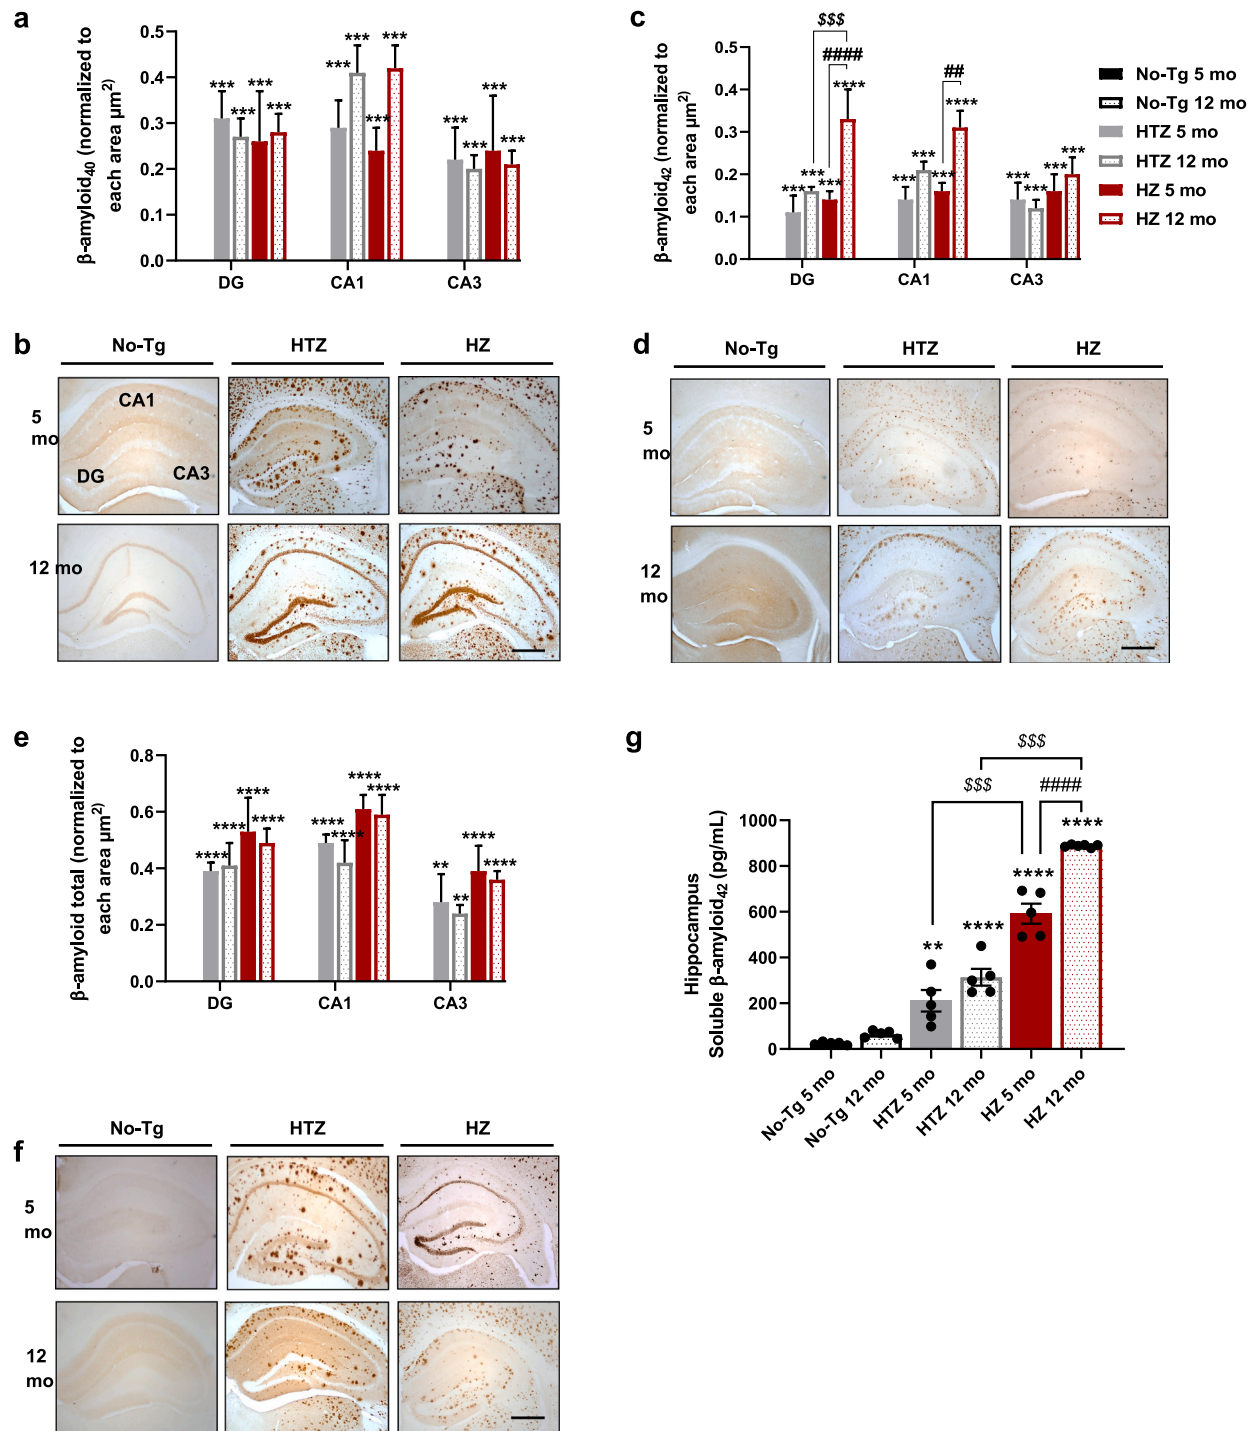 a
β-amyloid₄₀ (normalized to
each area µm²)
0.5
0.4
0.3
0.2
0.1
0.0
*** *** *** ***
*** *** *** ***
*** *** *** ***
DG CA1 CA3
c
β-amyloid₄₂ (normalized to
each area µm²)
0.5
0.4
0.3
0.2
0.1
0.0
$$$
####
##
*** *** *** ****
*** *** *** ****
*** *** *** ***
DG CA1 CA3
No-Tg 5 mo
No-Tg 12 mo
HTZ 5 mo
HTZ 12 mo
HZ 5 mo
HZ 12 mo
b
No-Tg HTZ HZ
5
mo
CA1
DG CA3
12 mo
d
No-Tg HTZ HZ
5
mo
12
mo
e
β-amyloid total (normalized to
each area µm²)
0.8
0.6
0.4
0.2
0.0
**** **** **** ****
**** **** **** ****
** ** **** ****
DG CA1 CA3
g
Hippocampus
Soluble β-amyloid₄₂ (pg/mL)
1000
800
600
400
200
0
$$$
$$$ ####
** **** **** ****
No-Tg 5 mo
No-Tg 12 mo
HTZ 5 mo
HTZ 12 mo
HZ 5 mo
HZ 12 mo
f
No-Tg HTZ HZ
5
mo
12
mo